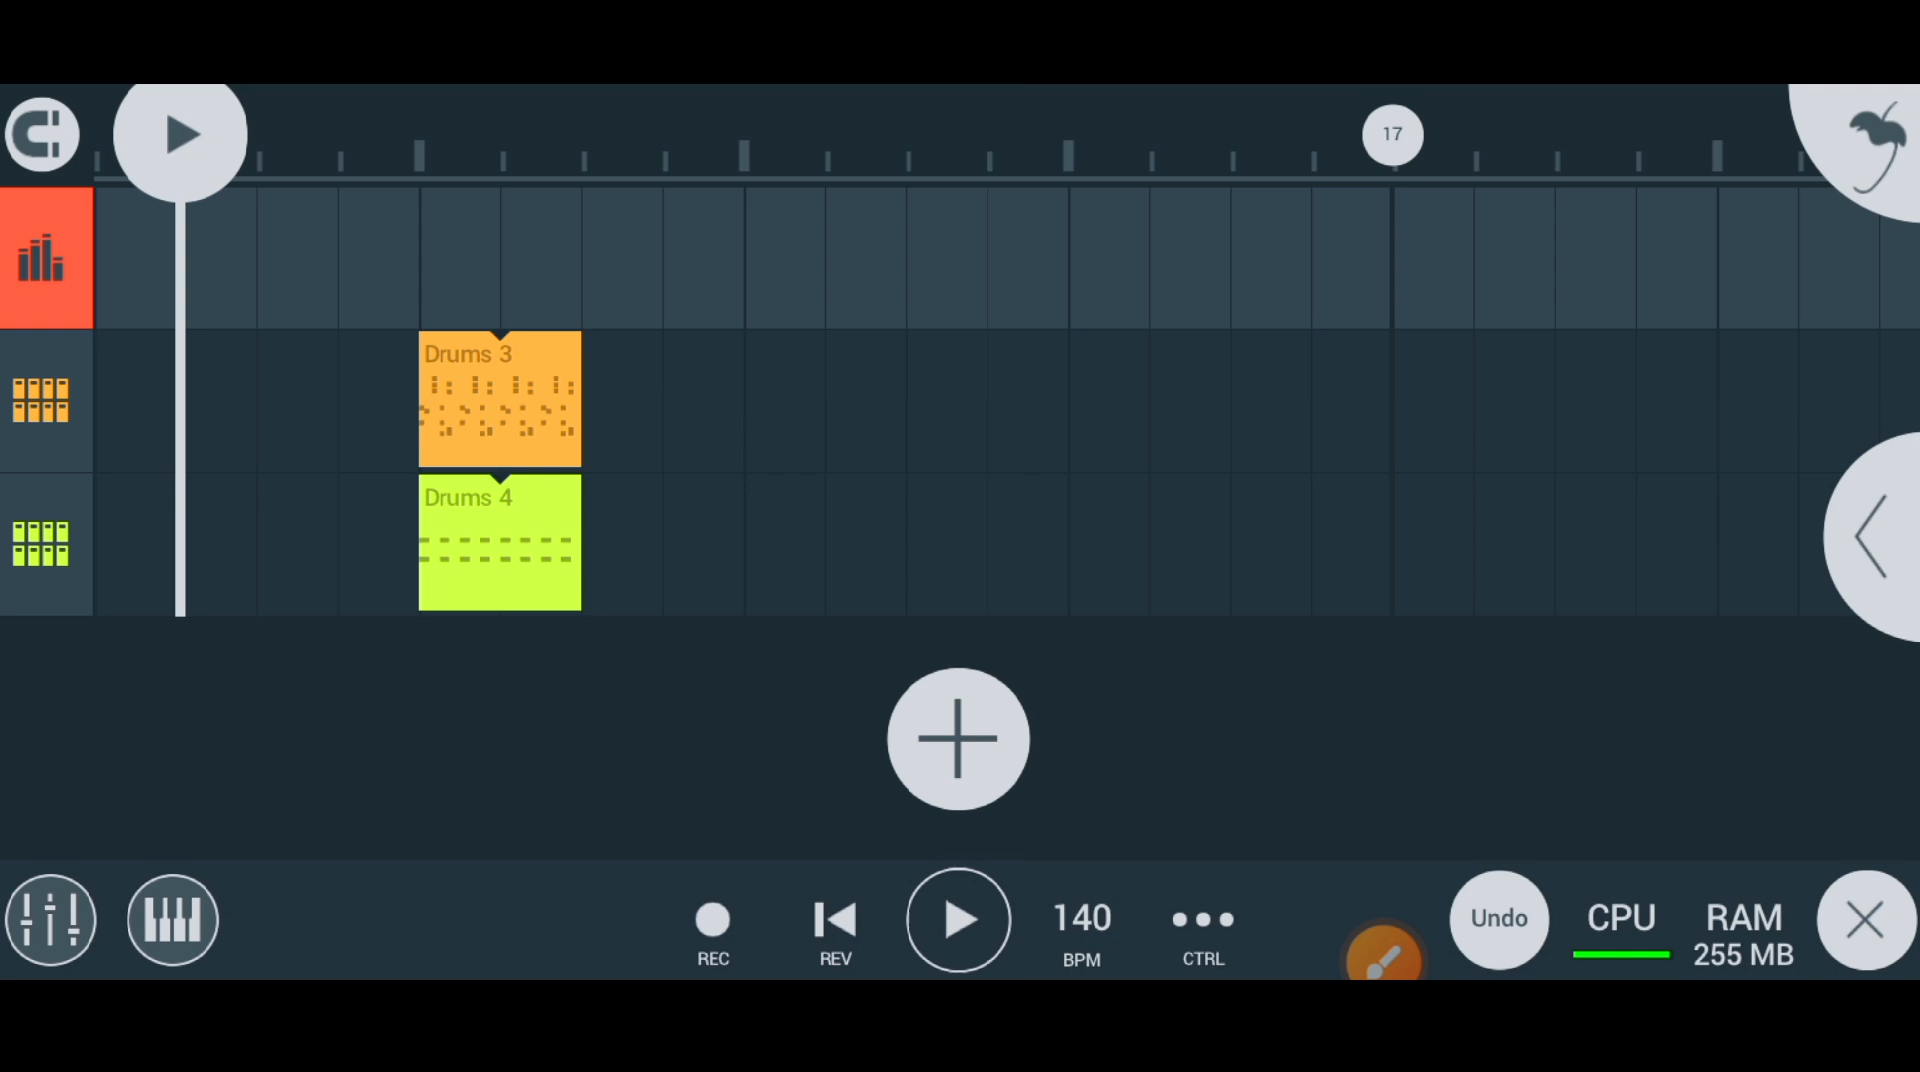 17
Drums 3
Drums 4
REC
REV
140
BPM
CTRL
Undo
CPU
RAM
255 MB